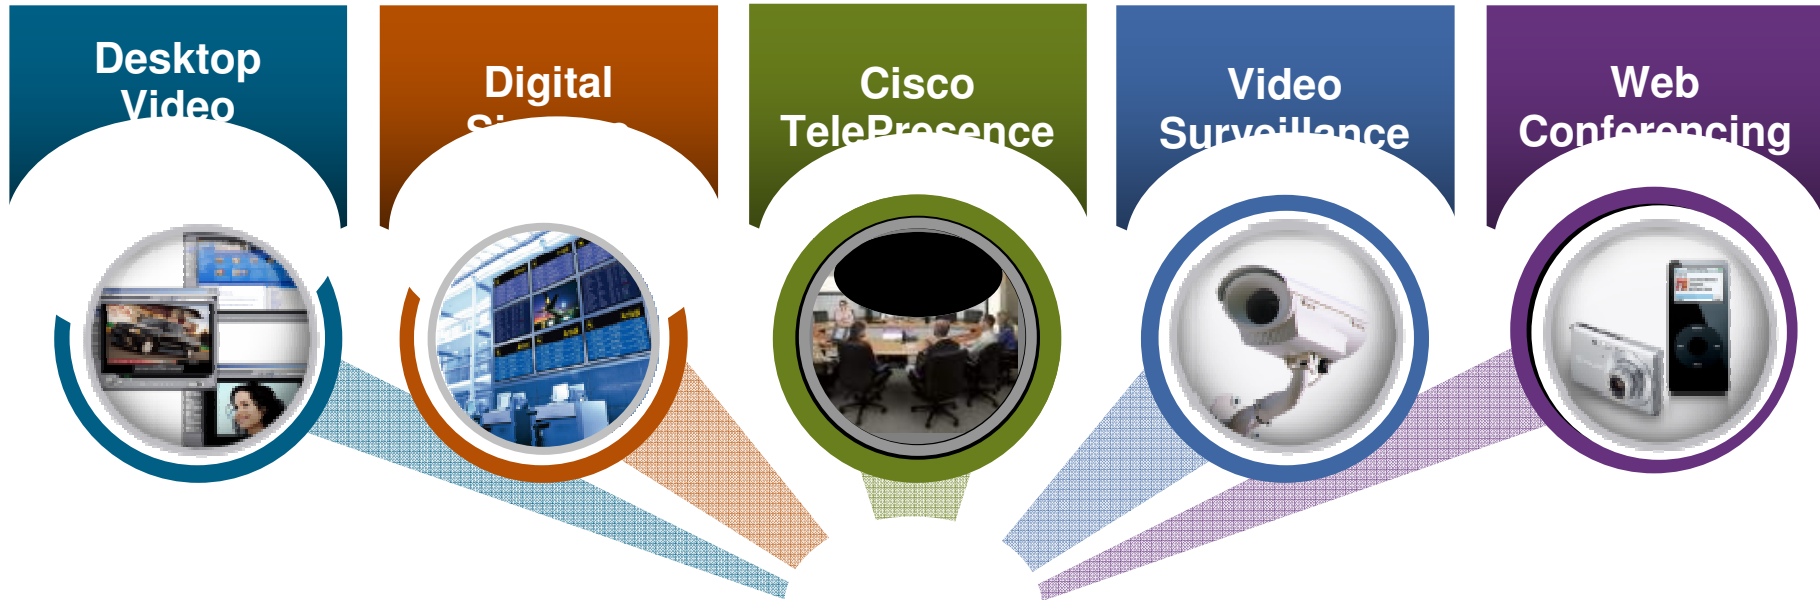 Desktop
Video
Digital
Cisco
TelePresence
Video
Surveillance
Web
Conferencing